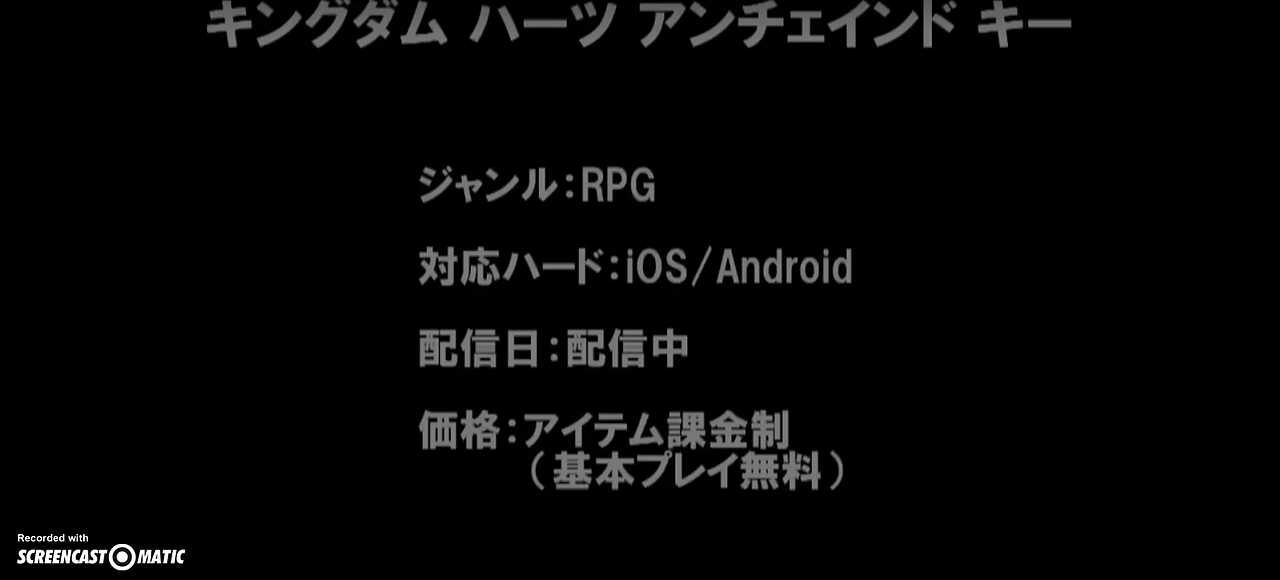 キングダム ハーツ アンチェインド キー
ジャンル：RPG
対応ハード：iOS/Android
配信日：配信中
価格：アイテム課金制
（基本プレイ無料）
Recorded with
SCREENCAST-O-MATIC